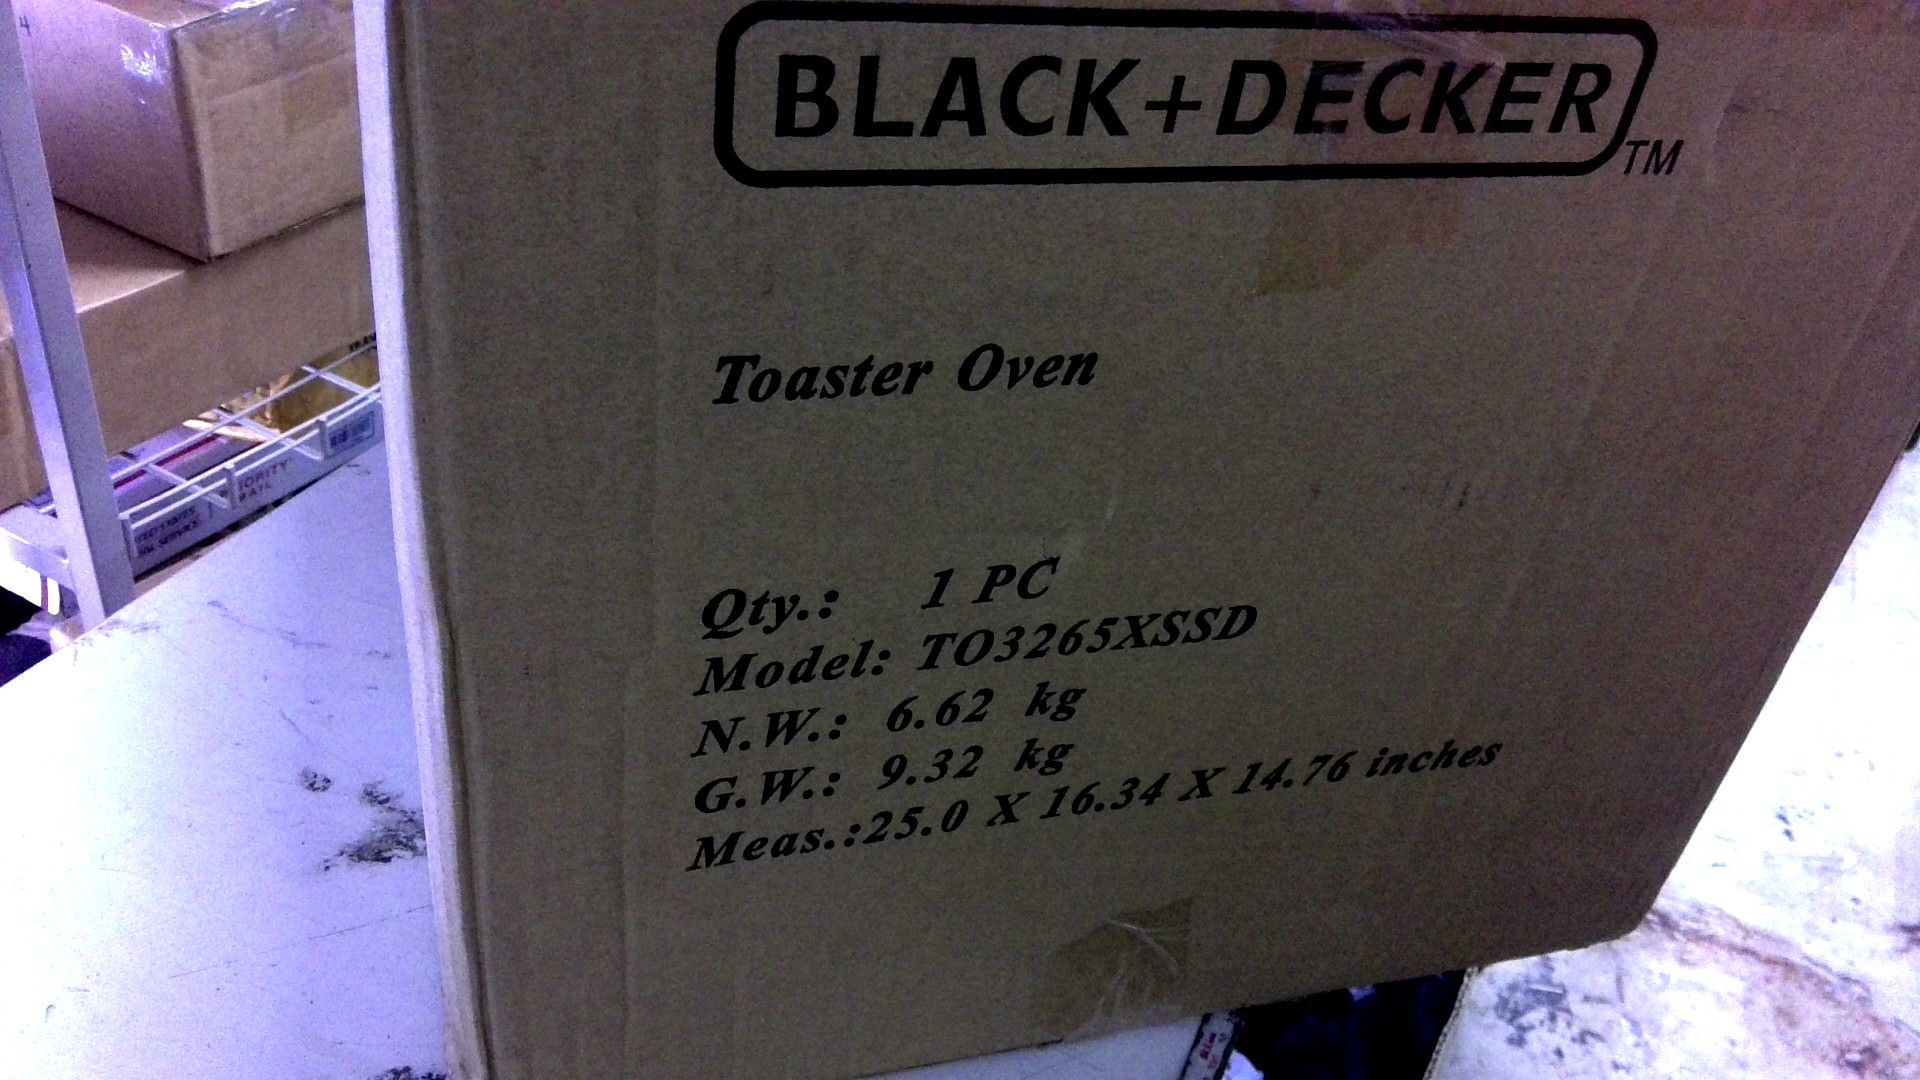 BLACK+DECKER
TM
Toaster Oven
Qty.: 1 PC
Model: TO3265XSSD
N.W.: 6.62 kg
G.W.: 9.32 kg
Meas.:25.0 X 16.34 X 14.76 inches
4